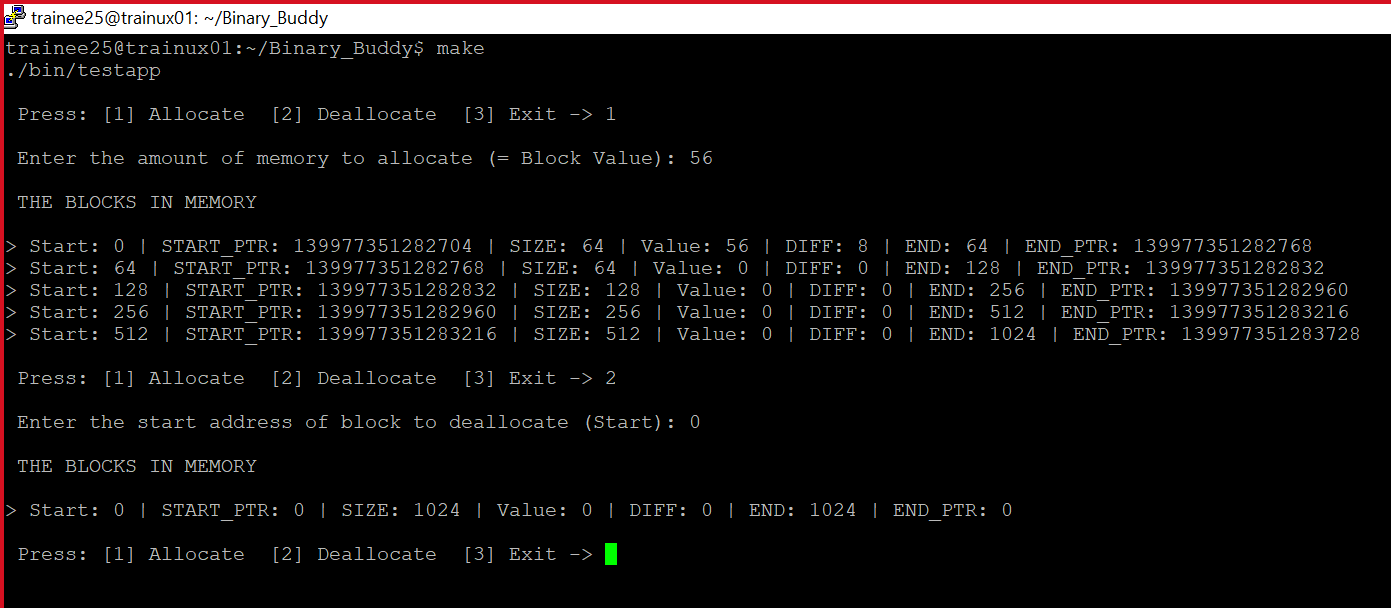 trainee25@trainux01: ~/Binary_Buddy
trainee25@trainux01:~/Binary_Buddy$ make
./bin/testapp
Press: [1] Allocate [2] Deallocate [3] Exit -> 1
Enter the amount of memory to allocate (= Block Value): 56
THE BLOCKS IN MEMORY
> Start: 0 | START_PTR: 139977351282704 | SIZE: 64 | Value: 56 | DIFF: 8 | END: 64 | END_PTR: 139977351282768
> Start: 64 | START_PTR: 139977351282768 | SIZE: 64 | Value: 0 | DIFF: 0 | END: 128 | END_PTR: 139977351282832
> Start: 128 | START_PTR: 139977351282832 | SIZE: 128 | Value: 0 | DIFF: 0 | END: 256 | END_PTR: 139977351282960
> Start: 256 | START_PTR: 139977351282960 | SIZE: 256 | Value: 0 | DIFF: 0 | END: 512 | END_PTR: 139977351283216
> Start: 512 | START_PTR: 139977351283216 | SIZE: 512 | Value: 0 | DIFF: 0 | END: 1024 | END_PTR: 139977351283728
Press: [1] Allocate [2] Deallocate [3] Exit -> 2
Enter the start address of block to deallocate (Start): 0
THE BLOCKS IN MEMORY
> Start: 0 | START_PTR: 0 | SIZE: 1024 | Value: 0 | DIFF: 0 | END: 1024 | END_PTR: 0
Press: [1] Allocate [2] Deallocate [3] Exit ->